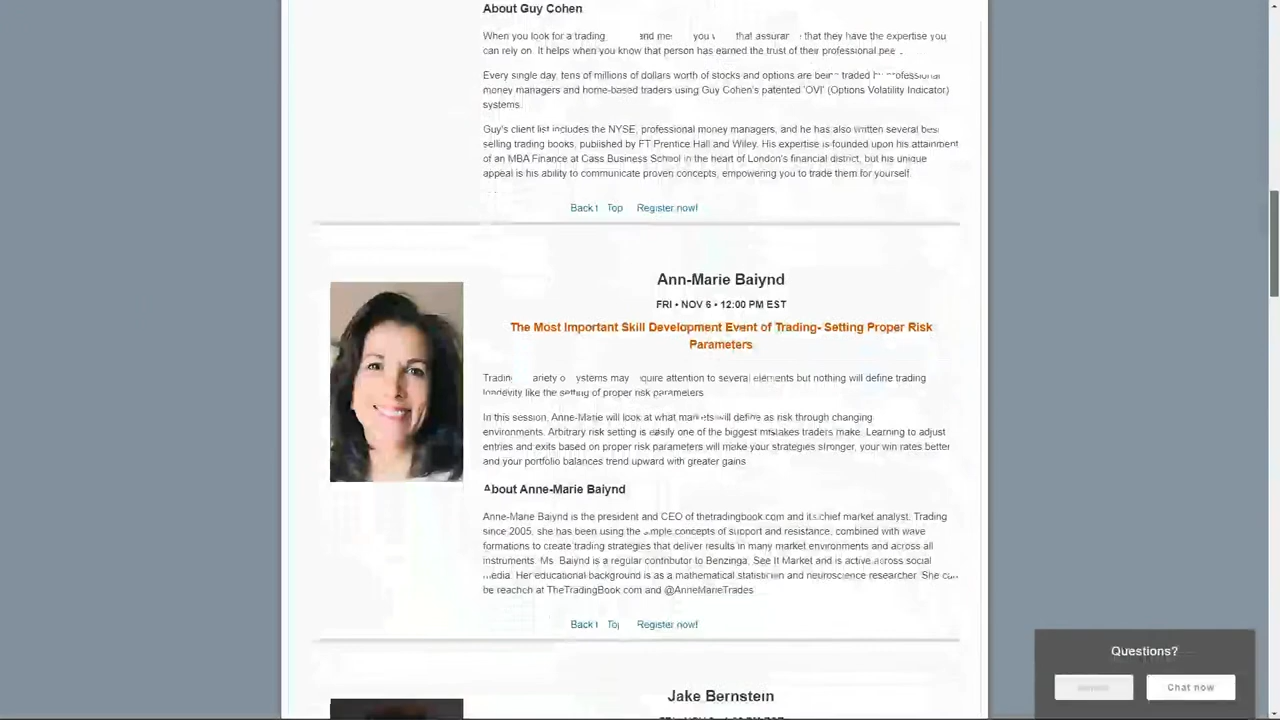 About Guy Cohen
When you look for a trading and you that that they have the expertise you
can rely on. It helps when you know that person has earned the trust of their professional
Every single day, tens of millions of dollars worth of stocks and options are being traded by professional
money managers and home-based traders using Guy Cohen's patented 'OVI' (Options Volatility Indicator)
systems.
Guy's client list includes the NYSE, professional money managers, and he has also written several best
selling trading books, published by FT Prentice Hall and Wiley. His expertise is founded upon his attainment
of an MBA Finance at Cass Business School in the heart of London's financial district, but his unique
appeal is his ability to communicate proven concepts, empowering you to trade them for yourself.
Back Top Register now!
Ann-Marie Baiynd
FRI • NOV 6 • 12:00 PM EST
The Most Important Skill Development Event of Trading- Setting Proper Risk
Parameters
may attention to several elements but nothing will define trading
longevity like the setting of proper risk parameters
In this session, Anne-Marie will look at what markets will define as risk through changing
environments. Arbitrary risk setting is easily one of the biggest mistakes traders make. Learning to adjust
entries and exits based on proper risk parameters will make your strategies stronger, your win rates better
and your portfolio balances trend upward with greater gains
About Anne-Marie Baiynd
Anne-Marie Baiynd is the president and CEO of thetradingbook.com and its chief market analyst. Trading
since 2005, she has been using the simple concepts of support and resistance, combined with wave
formations to create trading strategies that deliver results in many market environments and across all
instruments. Ms. Baiynd is a regular contributor to Benzinga, See It Market and is active across social
media. Her educational background is as a mathematical statistician and neuroscience researcher. She can
be reached at TheTradingBook.com and @AnneMarieTrades
Back Top Register now!
Jake Bernstein
Questions?
Chat now